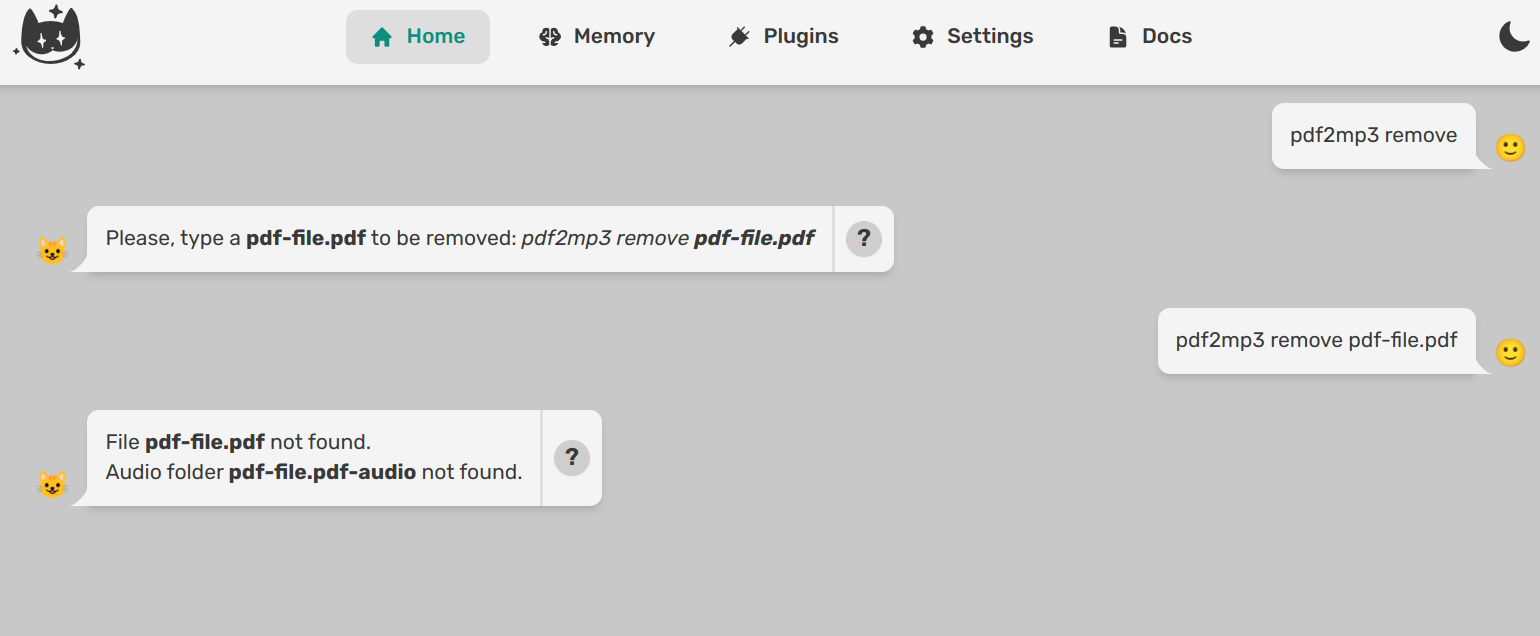 Home Memory Plugins Settings Docs
pdf2mp3 remove
Please, type a pdf-file.pdf to be removed: pdf2mp3 remove pdf-file.pdf ?
pdf2mp3 remove pdf-file.pdf
File pdf-file.pdf not found.
Audio folder pdf-file.pdf-audio not found.
?